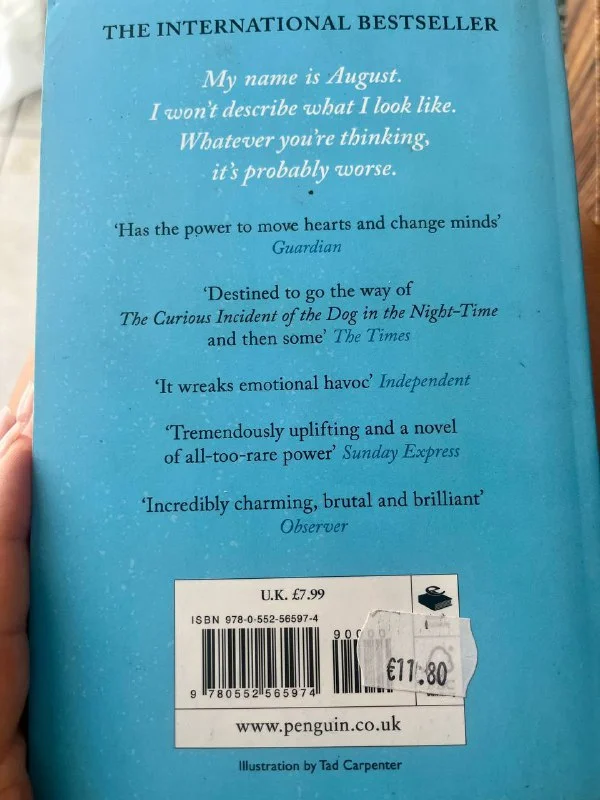 THE INTERNATIONAL BESTSELLER
My name is August.
I won't describe what I look like.
Whatever you're thinking,
it's probably worse.
'Has the power to move hearts and change minds'
Guardian
'Destined to go the way of
The Curious Incident of the Dog in the Night-Time
and then some' The Times
'It wreaks emotional havoc' Independent
'Tremendously uplifting and a novel
of all-too-rare power' Sunday Express
'Incredibly charming, brutal and brilliant'
Observer
U.K. £7.99
ISBN 978-0-552-56597-4
€11.80
9 780552 565974
www.penguin.co.uk
Illustration by Tad Carpenter